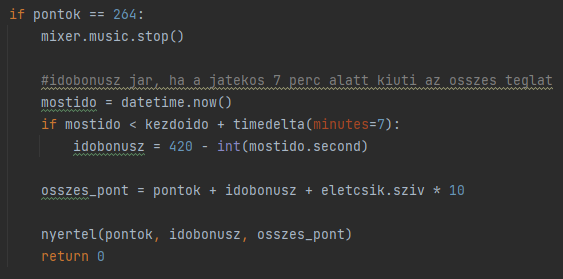 if pontok == 264:
mixer.music.stop()
#idobonusz jar, ha a jatekos 7 perc alatt kiuti az osszes teglat
mostido = datetime.now()
if mostido < kezdoido + timedelta(minutes=7):
idobonusz = 420 - int(mostido.second)
osszes_pont = pontok + idobonusz + eletcsik.sziv * 10
nyertel(pontok, idobonusz, osszes_pont)
return 0